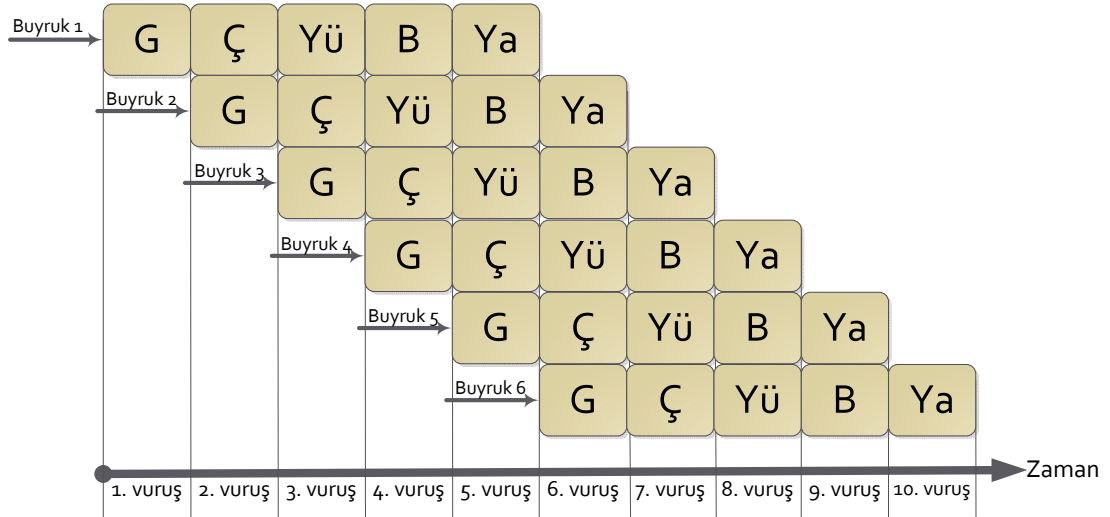 Buyruk 1 G Ç Yü B Ya
Buyruk 2 G Ç Yü B Ya
Buyruk 3 G Ç Yü B Ya
Buyruk 4 G Ç Yü B Ya
Buyruk 5 G Ç Yü B Ya
Buyruk 6 G Ç Yü B Ya
Zaman
1. vuruş 2. vuruş 3. vuruş 4. vuruş 5. vuruş 6. vuruş 7. vuruş 8. vuruş 9. vuruş 10. vuruş